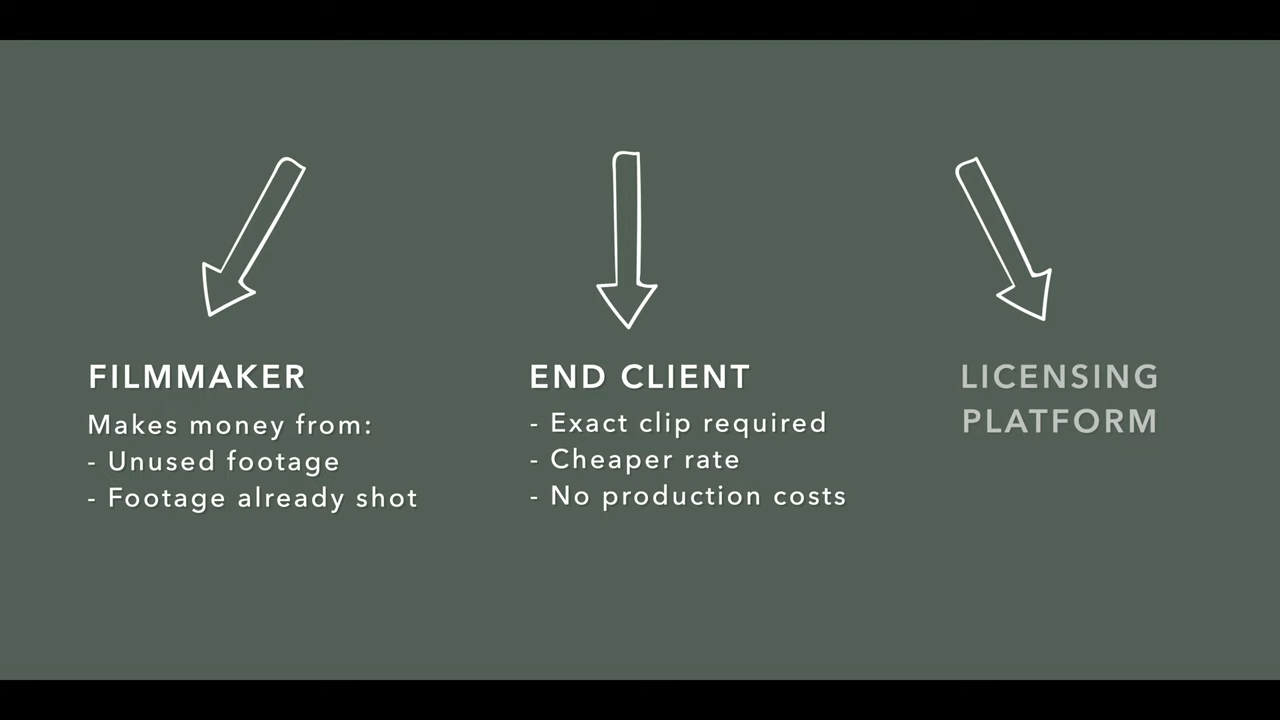 FILMMAKER
Makes money from:
- Unused footage
- Footage already shot
END CLIENT
- Exact clip required
- Cheaper rate
- No production costs
LICENSING
PLATFORM